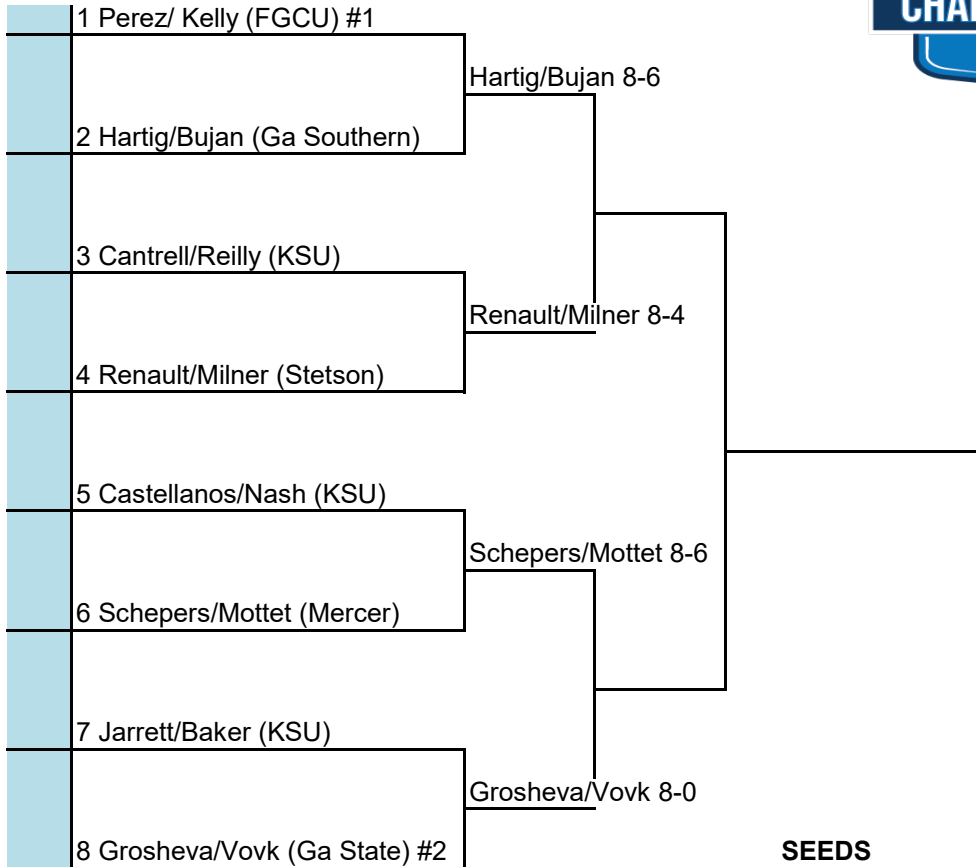 1 Perez/ Kelly (FGCU) #1
Hartig/Bujan 8-6
2 Hartig/Bujan (Ga Southern)
3 Cantrell/Reilly (KSU)
Renault/Milner 8-4
4 Renault/Milner (Stetson)
5 Castellanos/Nash (KSU)
Schepers/Mottet 8-6
6 Schepers/Mottet (Mercer)
7 Jarrett/Baker (KSU)
Grosheva/Vovk 8-0
8 Grosheva/Vovk (Ga State) #2
SEEDS